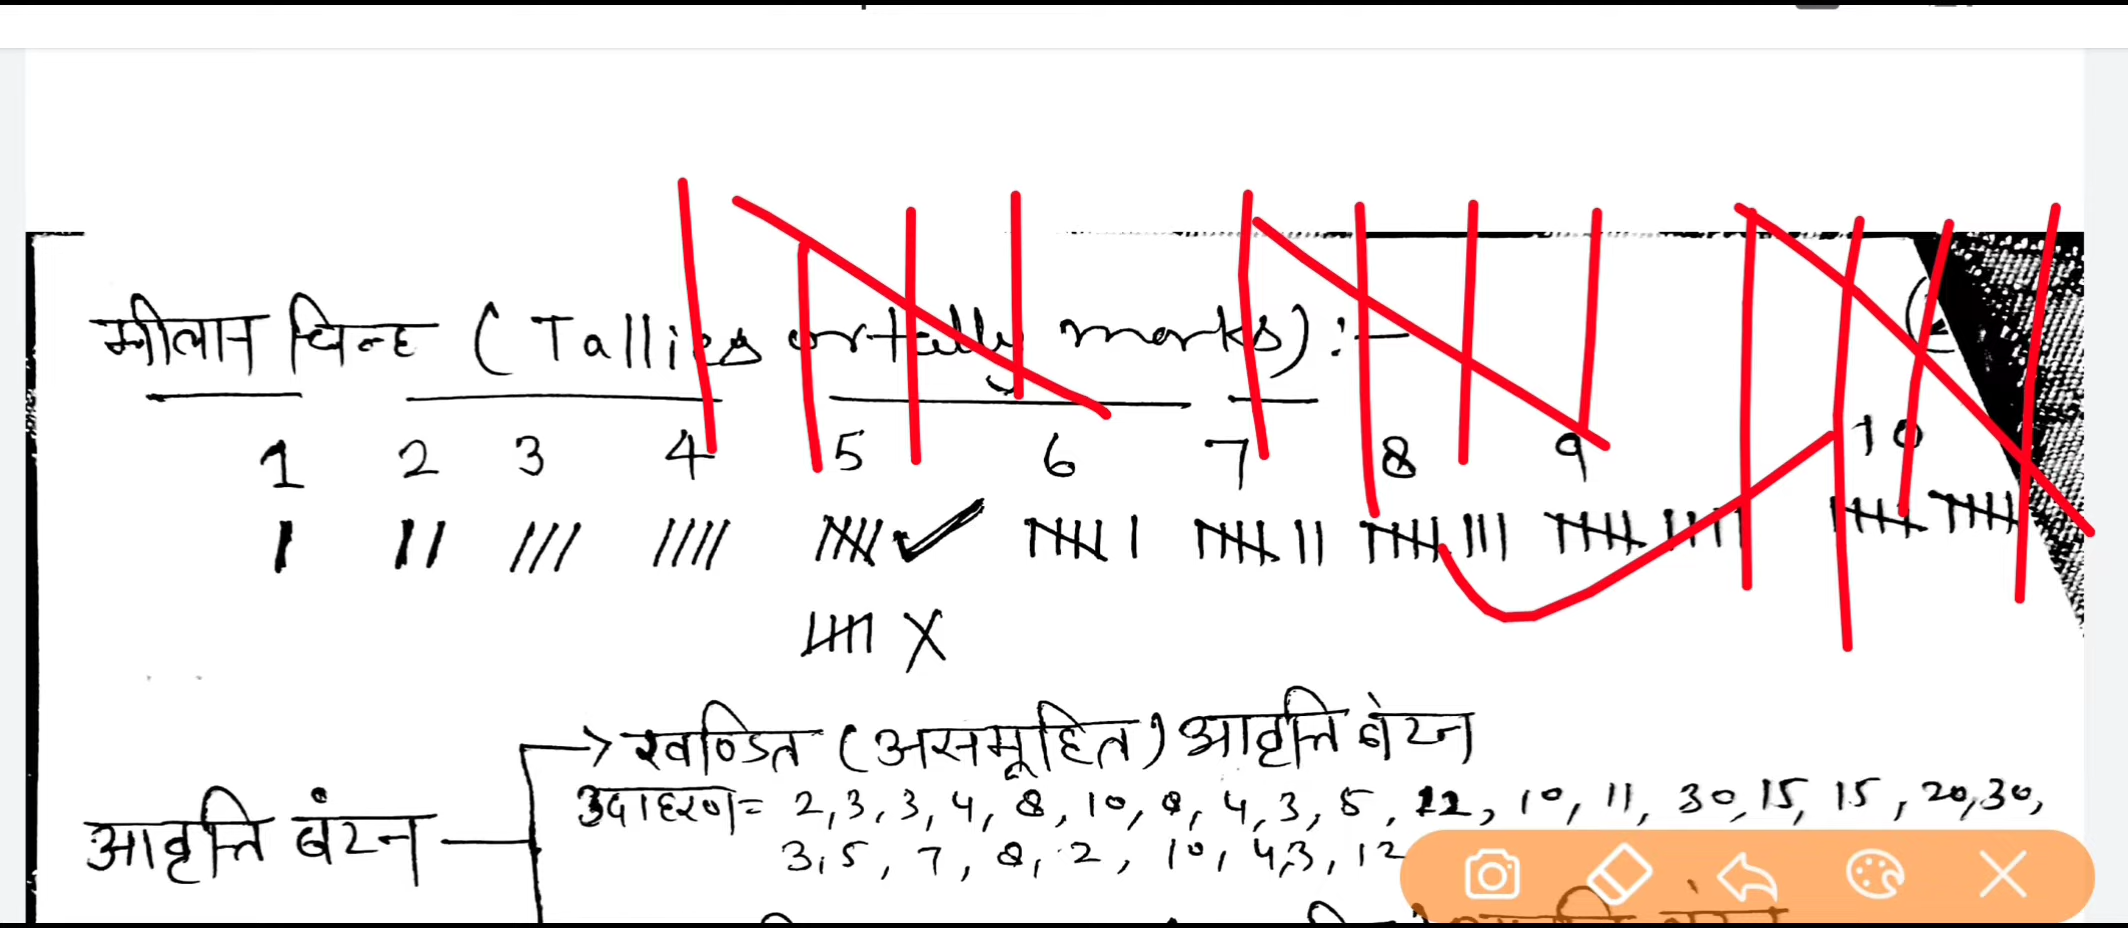 मीलान चिन्ह (Tallies or tally marks) :-
1 2 3 4 5 6 7 8 9 10
X
→ खण्डित (असमूहित) आवृत्ति बंटन
आवृत्ति बंटन
उदाहरण = 2, 3, 3, 4, 8, 10, 8, 4, 3, 5, 12, 10, 11, 30, 15, 15, 20, 30,
3, 5, 7, 8, 2, 10, 4, 3, 12